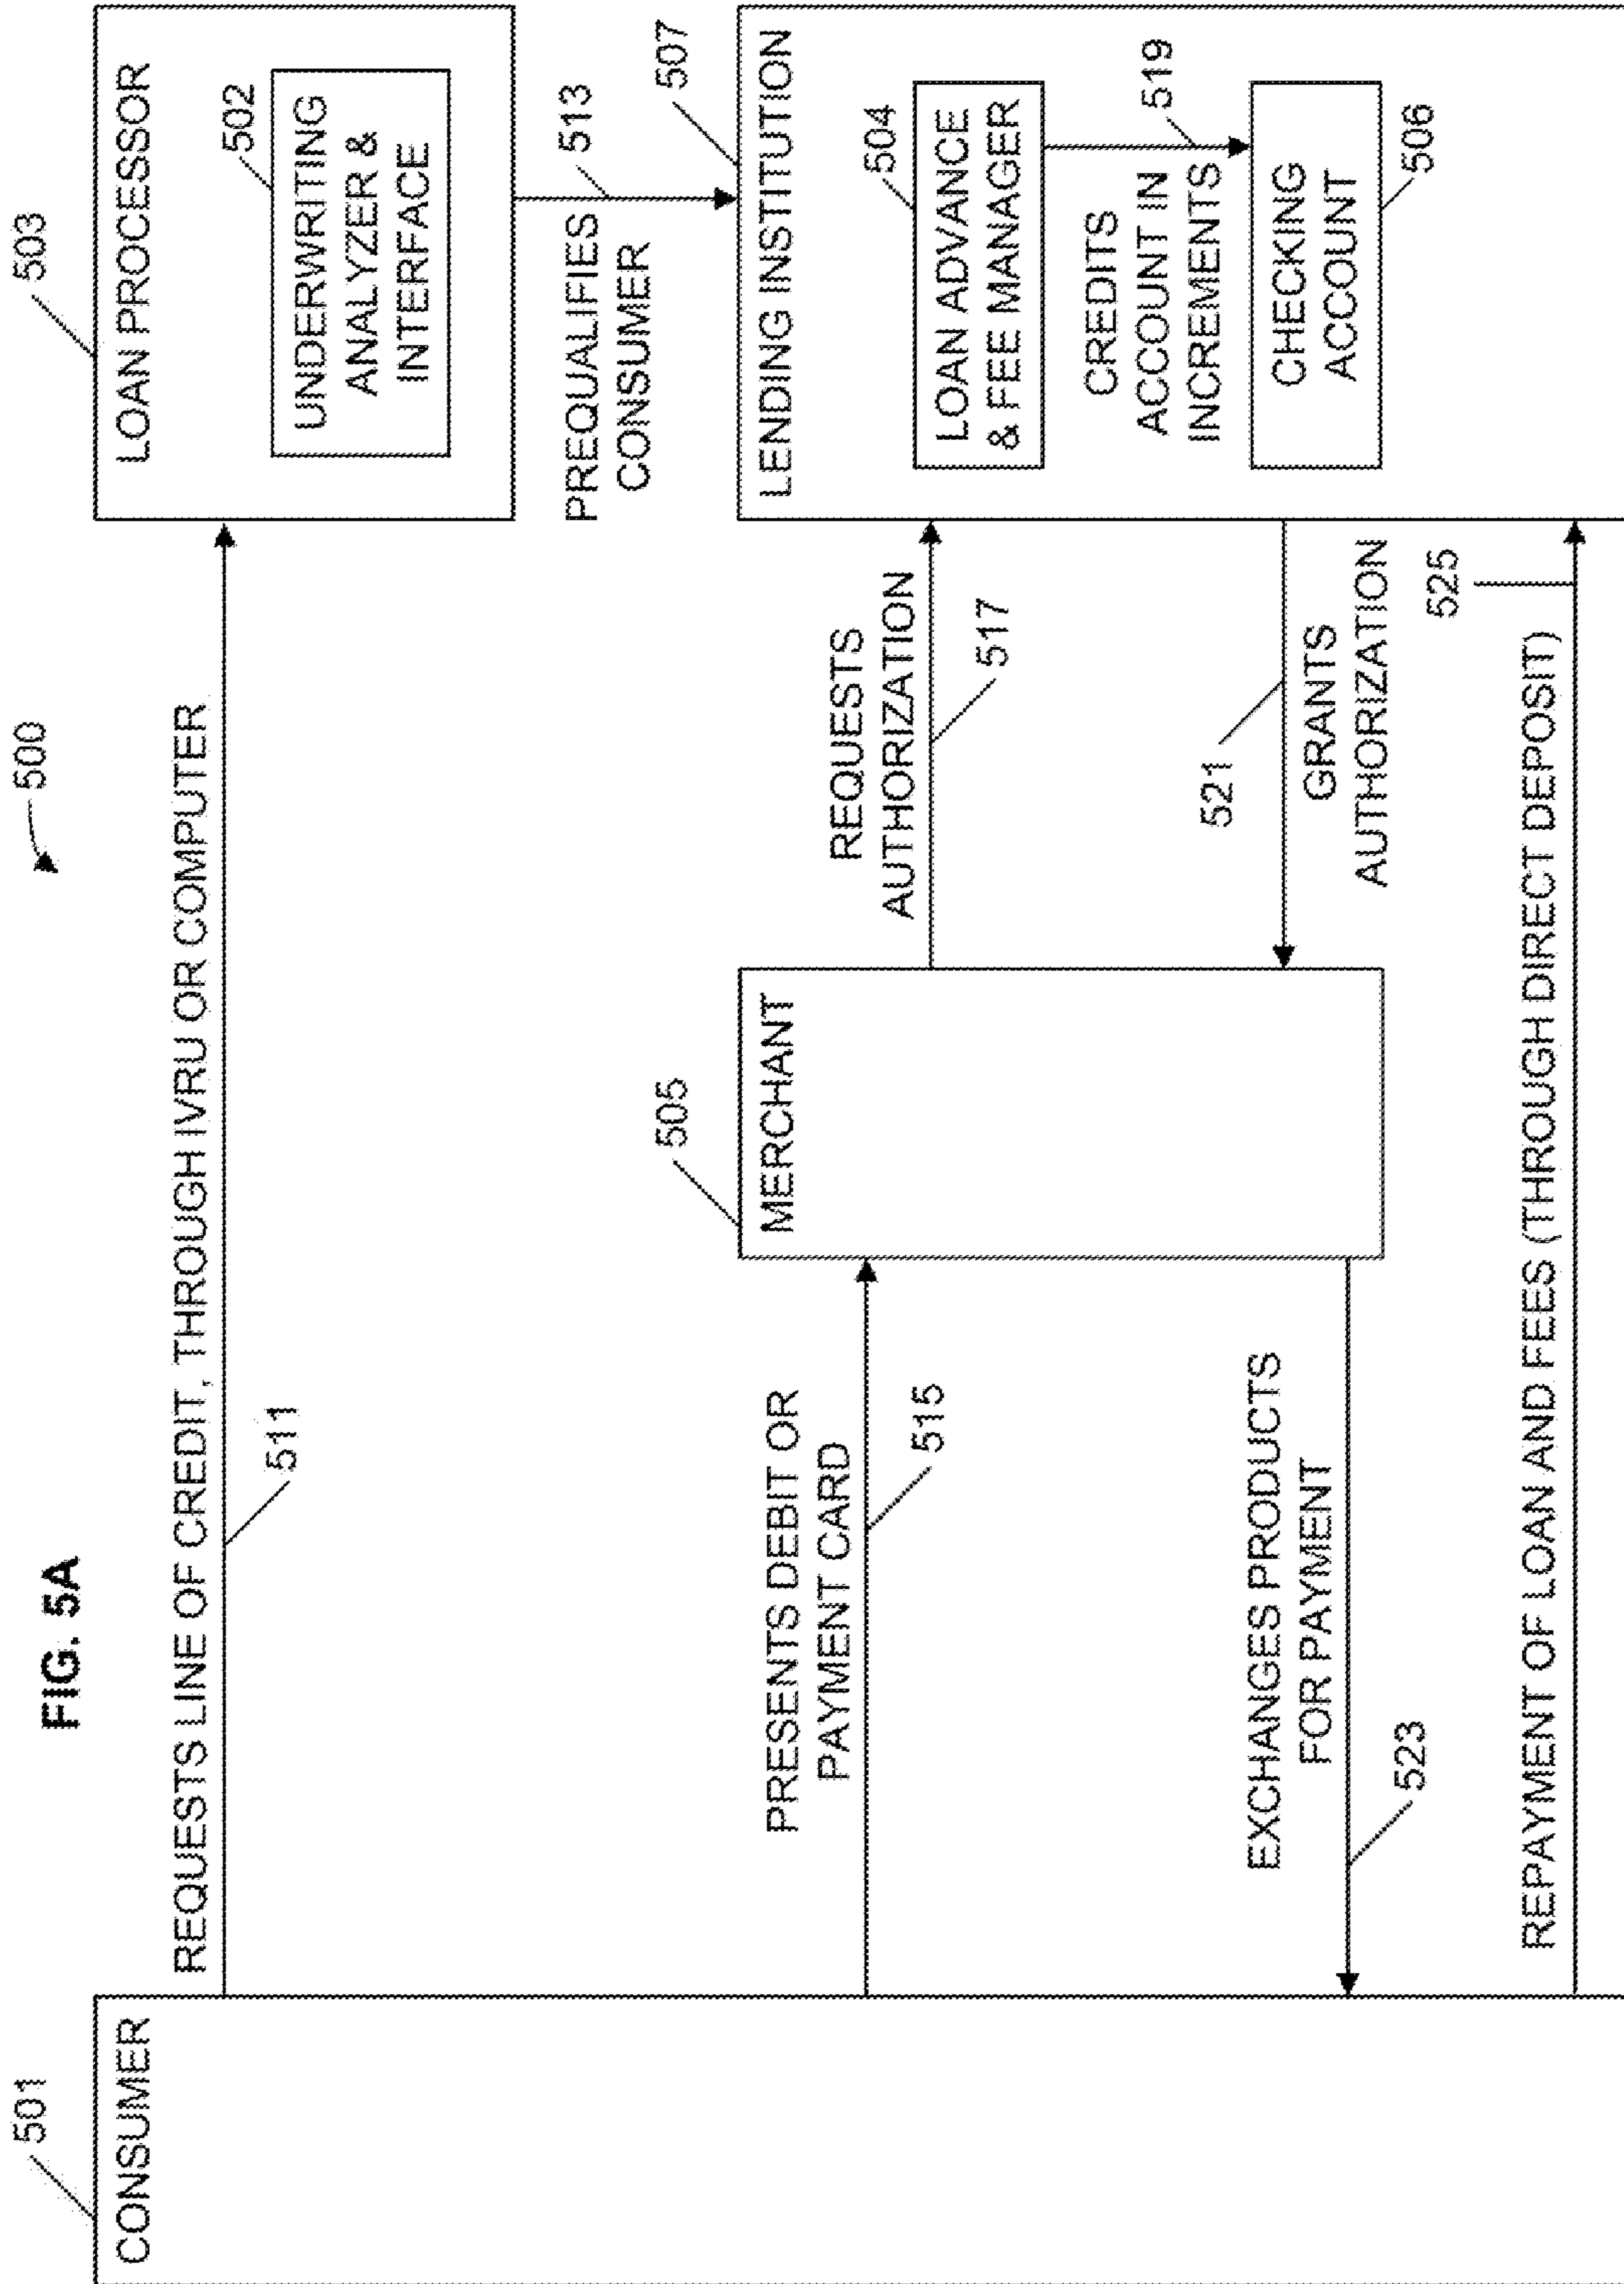 FIG. 5A
500
501
CONSUMER
REQUESTS LINE OF CREDIT, THROUGH IVRU OR COMPUTER
511
503
LOAN PROCESSOR
502
UNDERWRITING
ANALYZER &
INTERFACE
PREQUALIFIES
CONSUMER
513
505
MERCHANT
PRESENTS DEBIT OR
PAYMENT CARD
515
REQUESTS
AUTHORIZATION
517
507
LENDING INSTITUTION
504
LOAN ADVANCE
& FEE MANAGER
CREDITS
ACCOUNT IN
INCREMENTS
519
CHECKING
ACCOUNT
506
521
GRANTS
AUTHORIZATION
EXCHANGES PRODUCTS
FOR PAYMENT
523
REPAYMENT OF LOAN AND FEES (THROUGH DIRECT DEPOSIT)
525